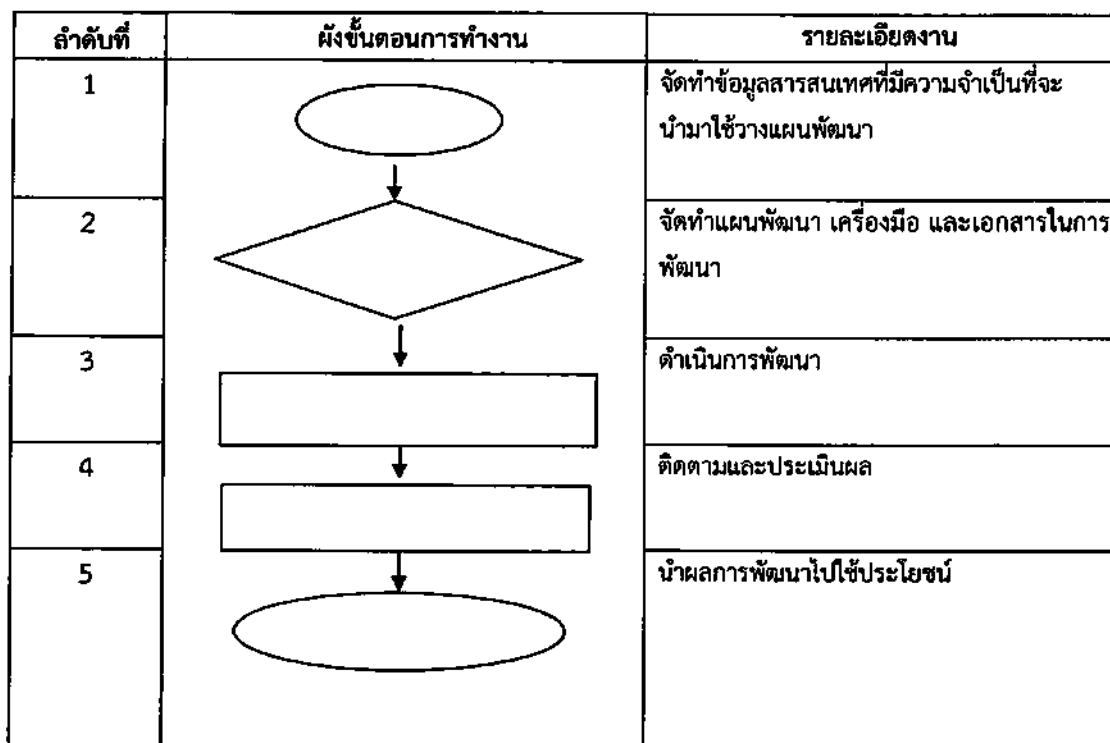 ลำดับที่ ผังขั้นตอนการทำงาน รายละเอียดงาน
1 จัดทำข้อมูลสารสนเทศที่มีความจำเป็นที่จะ
นำมาใช้วางแผนพัฒนา
2 จัดทำแผนพัฒนา เครื่องมือ และเอกสารในการ
พัฒนา
3 ดำเนินการพัฒนา
4 ติดตามและประเมินผล
5 นำผลการพัฒนาไปใช้ประโยชน์